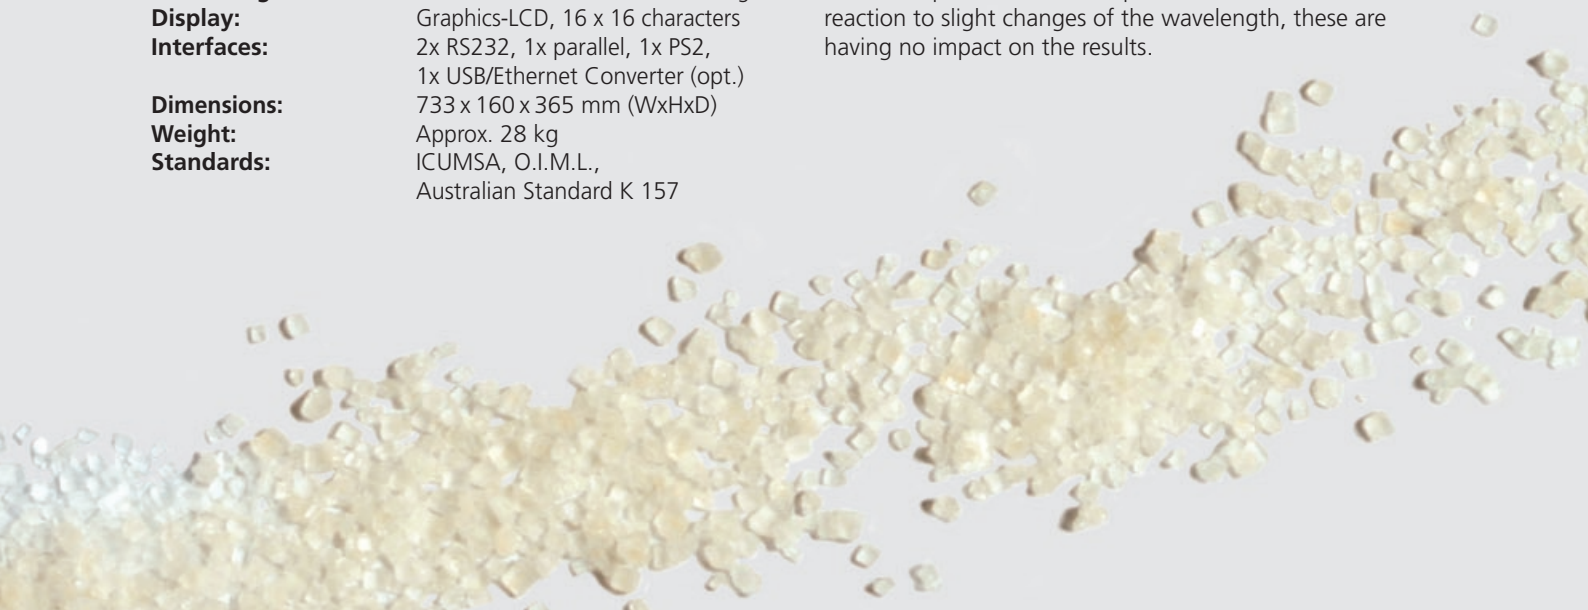 Display: Graphics-LCD, 16 x 16 characters
Interfaces: 2x RS232, 1x parallel, 1x PS2,
1x USB/Ethernet Converter (opt.)
Dimensions: 733 x 160 x 365 mm (WxHxD)
Weight: Approx. 28 kg
Standards: ICUMSA, O.I.M.L.,
Australian Standard K 157
reaction to slight changes of the wavelength, these are
having no impact on the results.